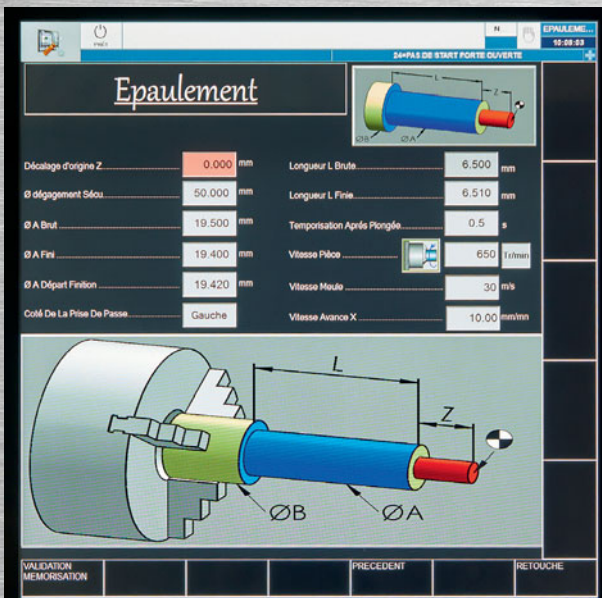 N...
EPAULEME...
PRÊT
10:08:03
24=PAS DE START PORTE OUVERTE
Epaulement
L
Z
ØB
ØA
Décalage d'origine Z 0.000 mm
Ø dégagement Sécu 50.000 mm
Ø A Brut 19.500 mm
Ø A Fini 19.400 mm
Ø A Départ Finition 19.420 mm
Coté De La Prise De Passe Gauche
Longueur L Brute 6.500 mm
Longueur L Finie 6.510 mm
Temporisation Aprés Plongée 0.5 s
Vitesse Pièce 650 Tr/min
Vitesse Meule 30 m/s
Vitesse Avance X 10.00 mm/mn
L
Z
ØB
ØA
VALIDATION
MEMORISATION
PRECEDENT
RETOUCHE